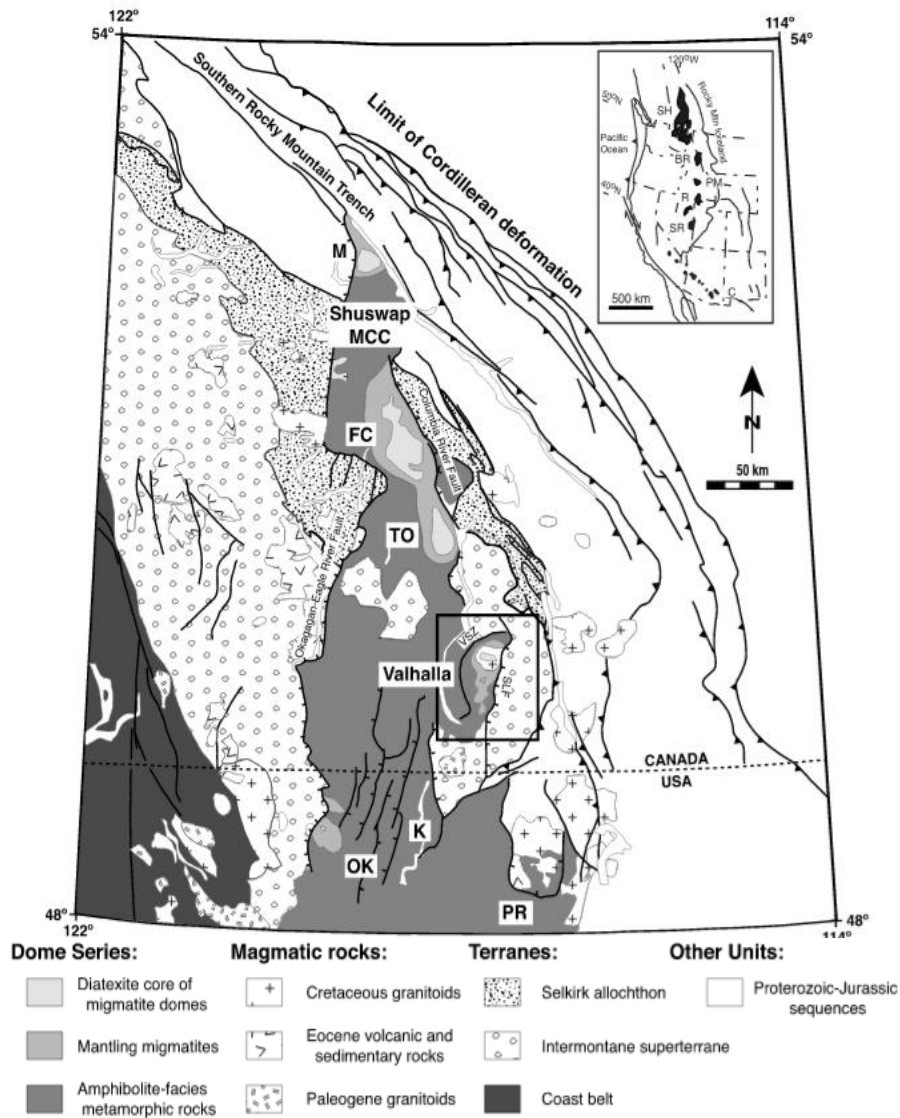 122°
54°
114°
54°
Southern Rocky Mountain Trench
Limit of Cordilleran deformation
120°W
50°N
40°N
SH
Rocky Mtn foreland
Pacific
Ocean
BR
PM
R
SR
C
500 km
M
Shuswap
MCC
N
50 km
FC
Columbia River Fault
TO
Okagagan-Eagle River Fault
VSZ
Valhalla
SLF
CANADA
USA
K
OK
PR
48°
122°
48°
114°
Dome Series:
Diatexite core of
migmatite domes
Mantling migmatites
Amphibolite-facies
metamorphic rocks
Magmatic rocks:
Cretaceous granitoids
Eocene volcanic and
sedimentary rocks
Paleogene granitoids
Terranes:
Selkirk allochthon
Intermontane superterrane
Coast belt
Other Units:
Proterozoic-Jurassic
sequences